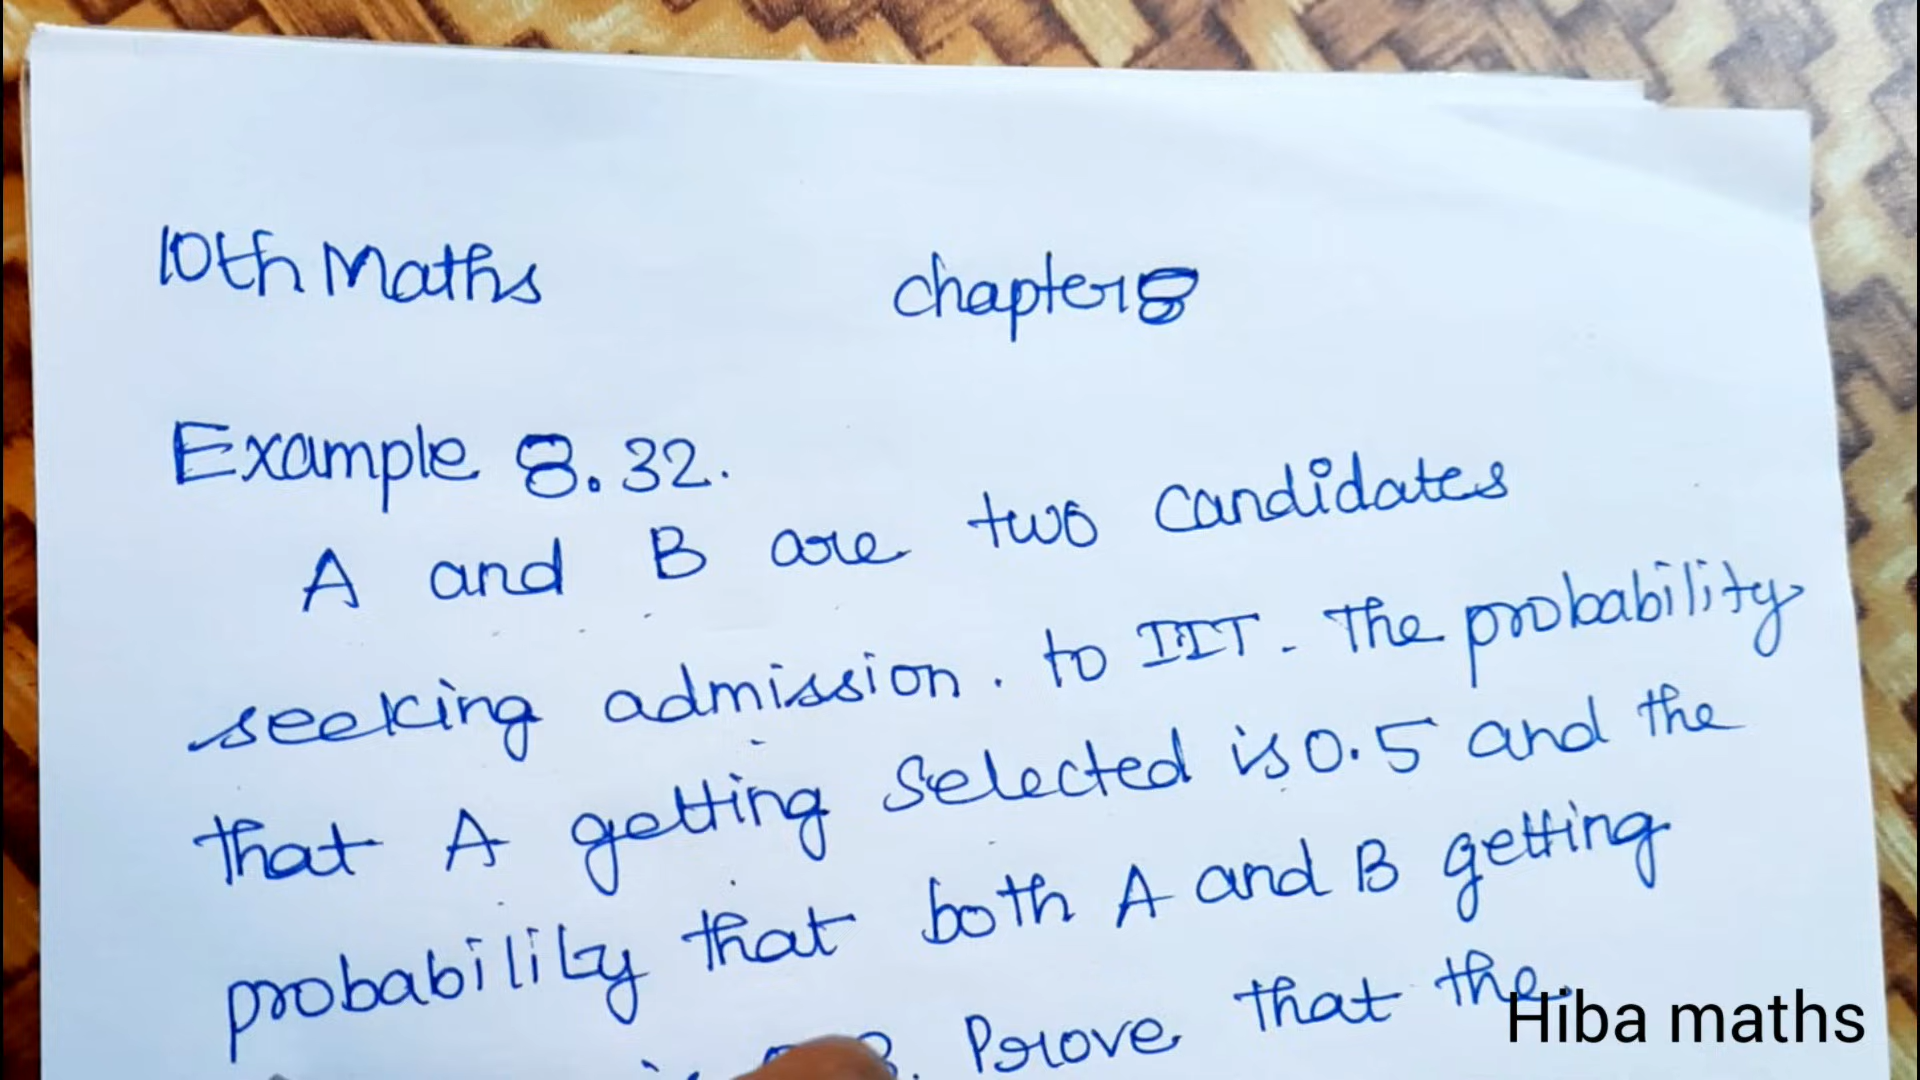 10th Maths chapter 8
Example 8.32.
A and B are two candidates
seeking admission. to IIT. The probability
that A getting selected is 0.5 and the
probability that both A and B getting
is Prove that the
Hiba maths